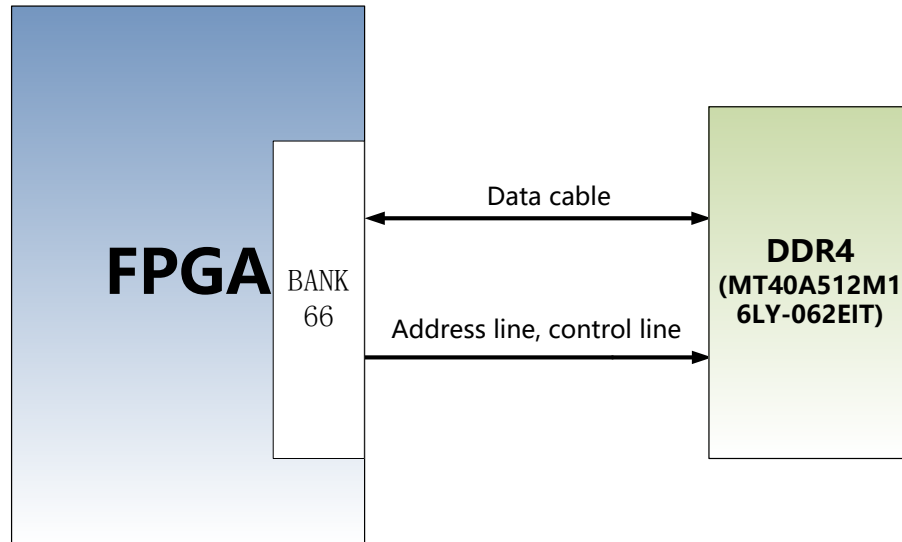 Data cable
FPGA
BANK
66
Address line, control line
DDR4
(MT40A512M1
6LY-062EIT)